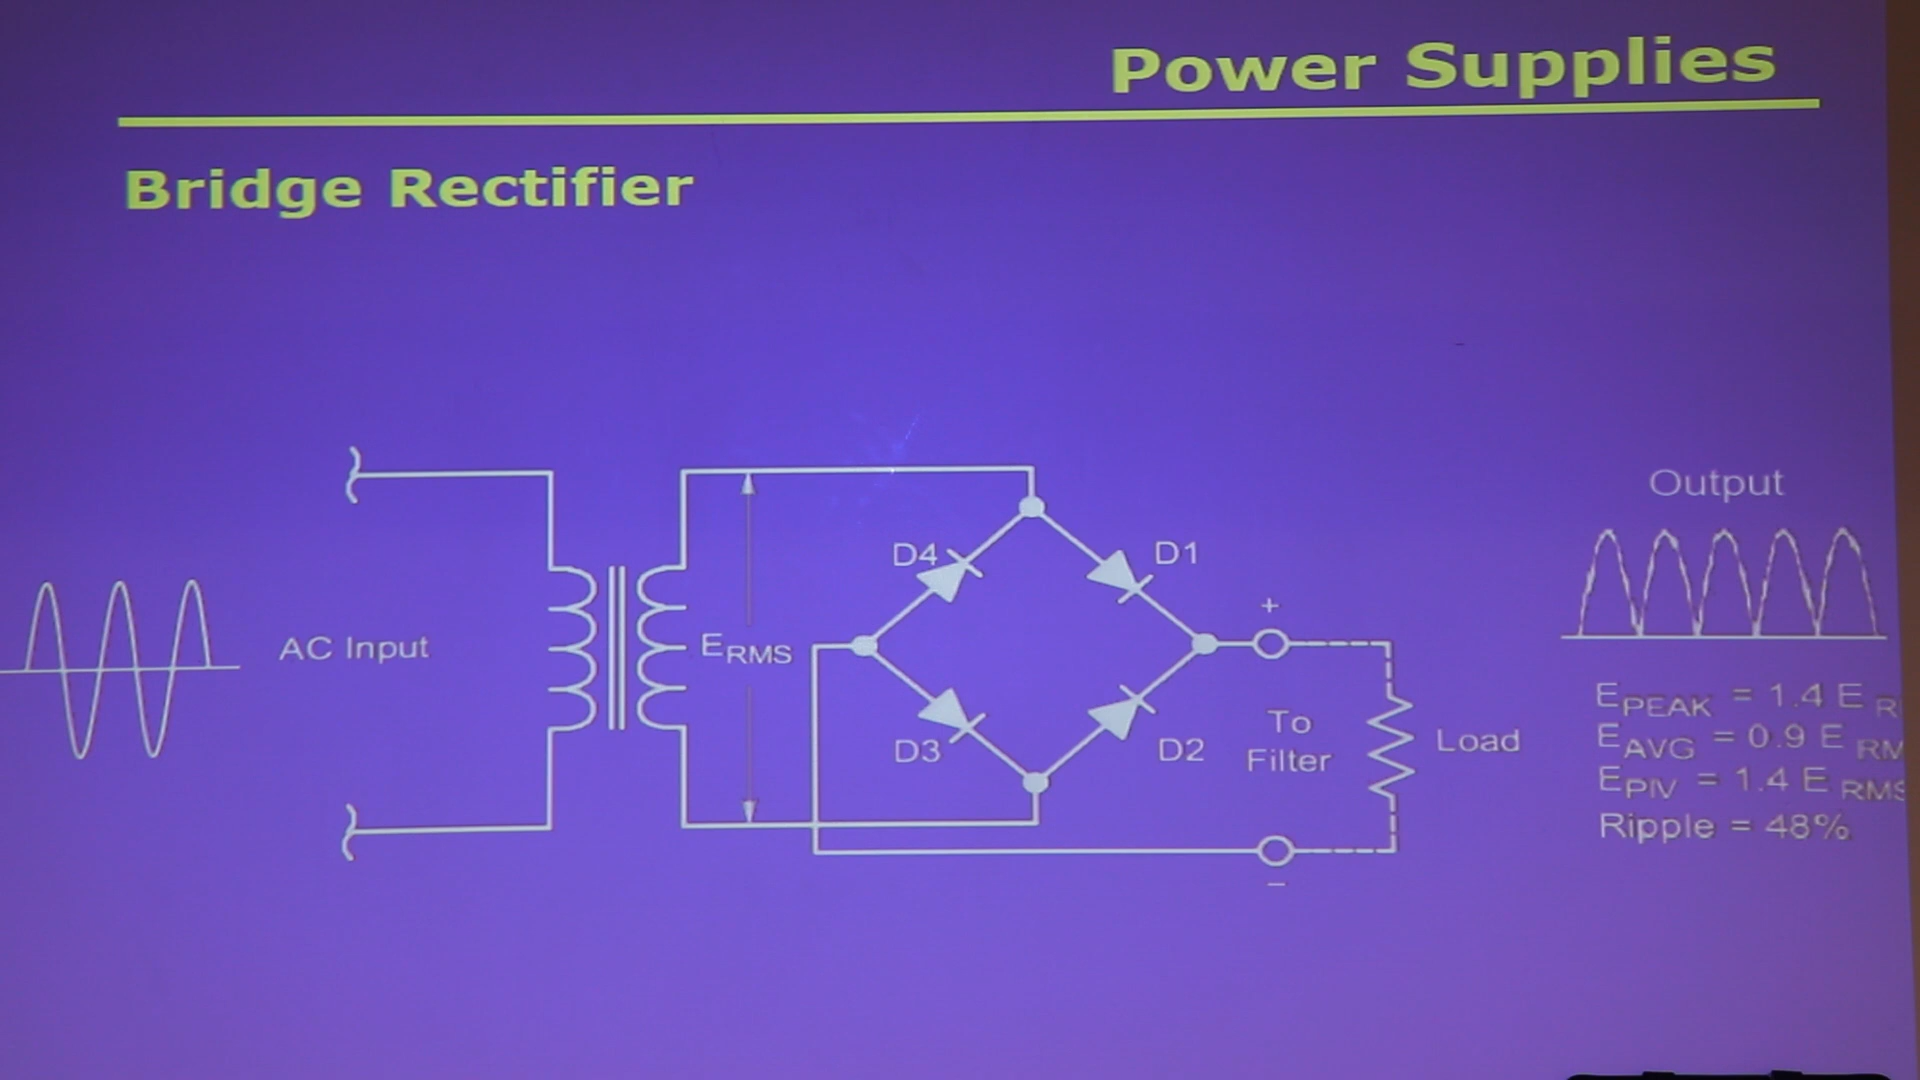 Power Supplies
Bridge Rectifier
Output
D4
D1
+
AC Input
ERMS
D3
D2
To
Filter
Load
EPEAK = 1.4 E R
EAVG = 0.9 E RM
EPIV = 1.4 E RMS
Ripple = 48%
−